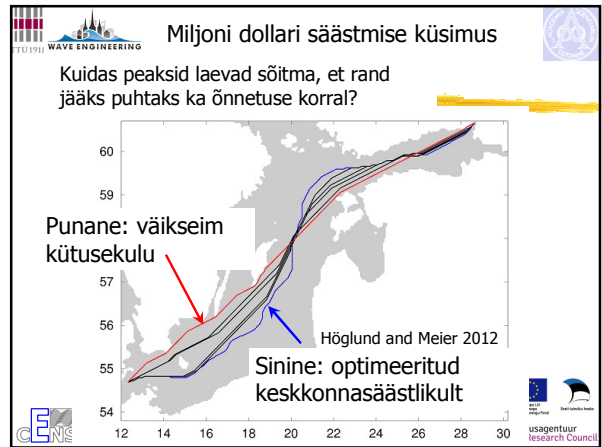 TTÜ1918
WAVE ENGINEERING
Miljoni dollari säästmise küsimus
Kuidas peaksid laevad sõitma, et rand
jääks puhtaks ka õnnetuse korral?
60
59
57
56
55
54
12 14 16 18 20 22 24 26 28 30
Punane: väikseim
kütusekulu
Höglund and Meier 2012
Sinine: optimeeritud
keskkonnasäästlikult
CENS
usagentuur
Research Council